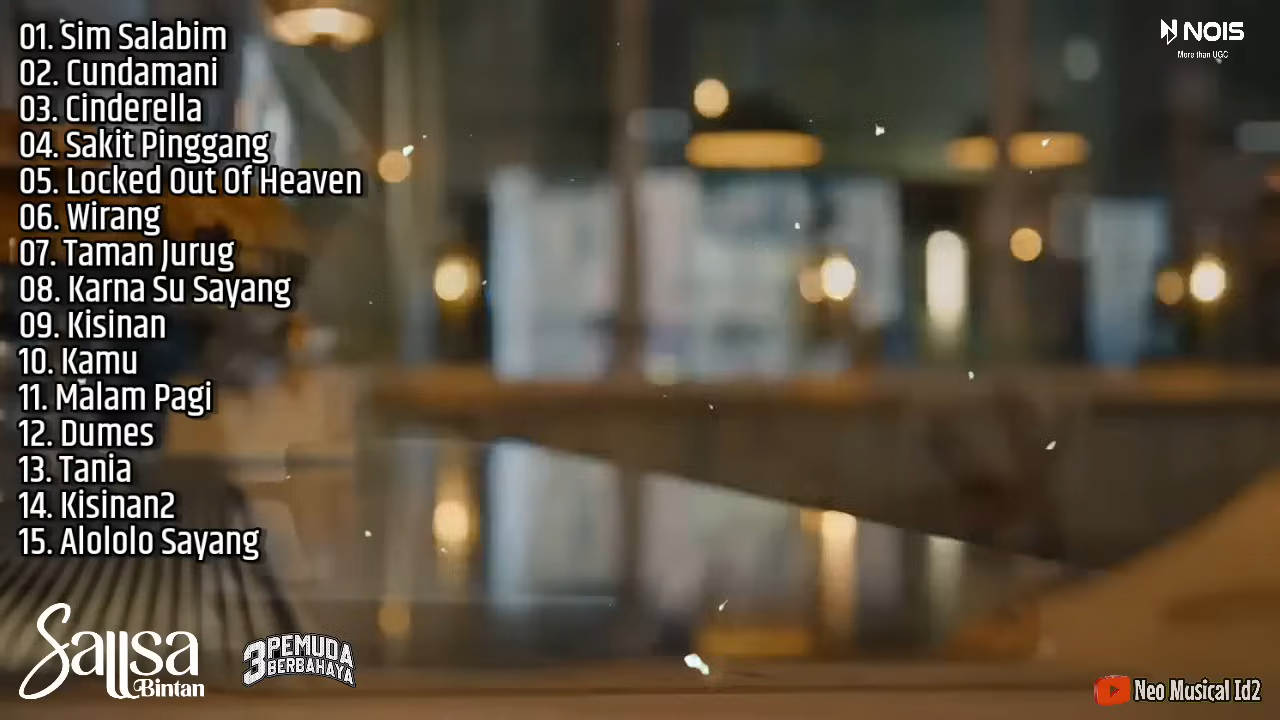 01. Sim Salabim
02. Cundamani
03. Cinderella
04. Sakit Pinggang
05. Locked Out Of Heaven
06. Wirang
07. Taman Jurug
08. Karna Su Sayang
09. Kisinan
10. Kamu
11. Malam Pagi
12. Dumes
13. Tania
14. Kisinan2
15. Alololo Sayang
NOIS
More than UGC
Sallsa
Bintan
3 PEMUDA
BERBAHAYA
Neo Musical Id2